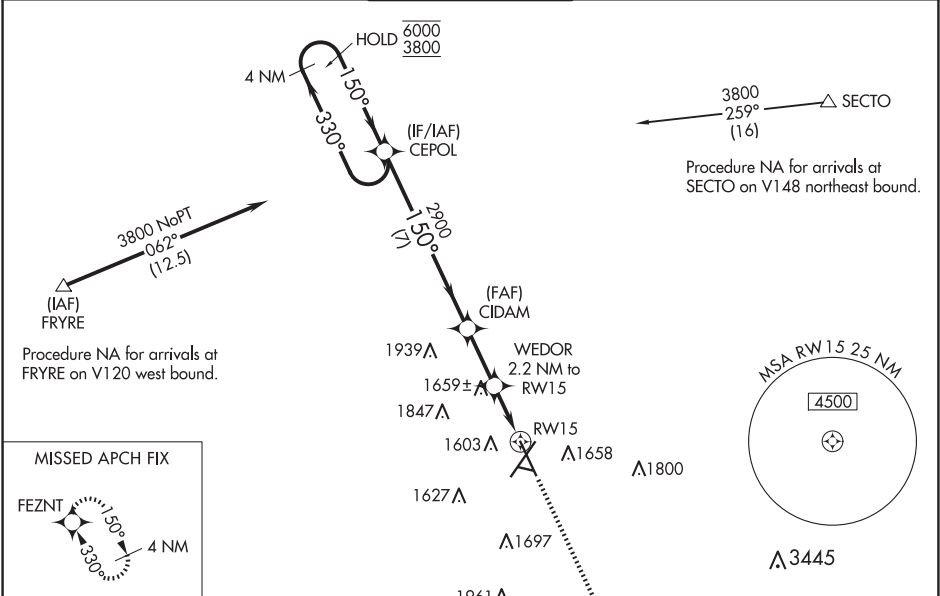 HOLD 6000
3800
4 NM
150°
330°
(IF/IAF)
CEPOL
3800
259°
(16)
SECTO
Procedure NA for arrivals at
SECTO on V148 northeast bound.
3800 NoPT
062°
(12.5)
(IAF)
FRYRE
Procedure NA for arrivals at
FRYRE on V120 west bound.
2900
150°
(7)
(FAF)
CIDAM
1939
WEDOR
2.2 NM to
RW15
1659±
1847
RW15
1603
1658
1800
1627
1697
MSA RW15 25 NM
4500
3445
MISSED APCH FIX
FEZNT
150°
330°
4 NM
1961